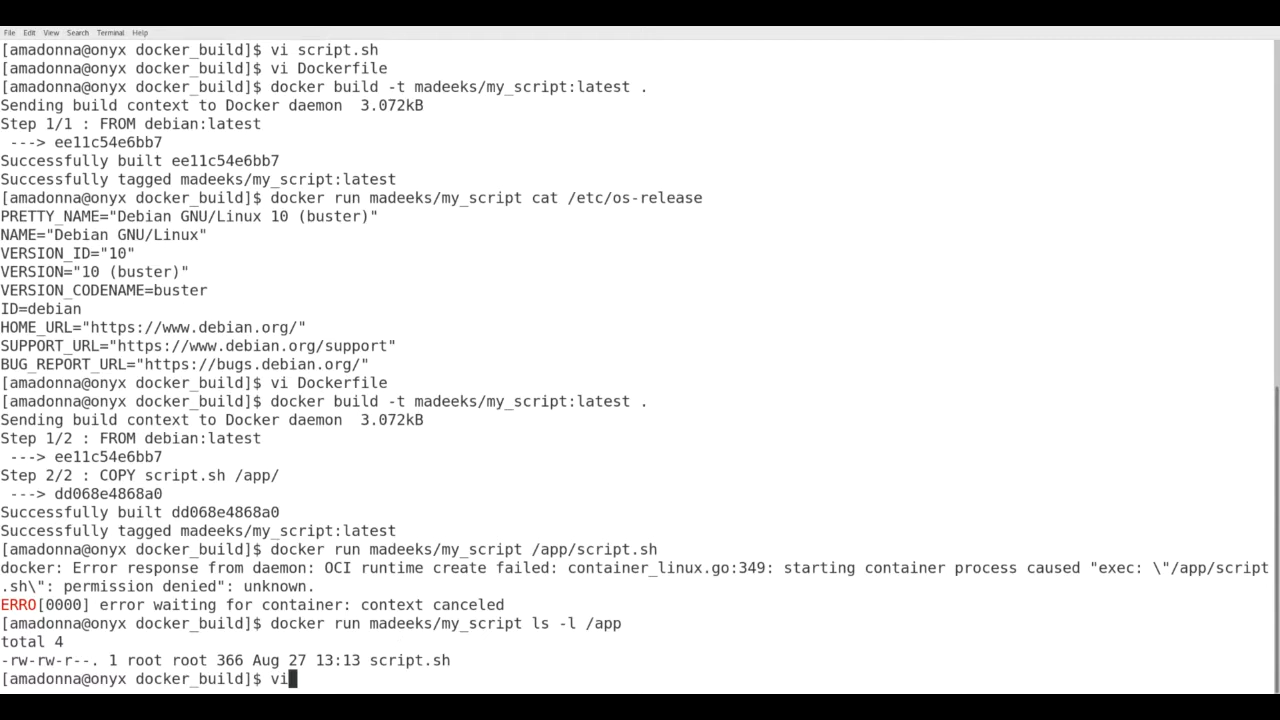 File Edit View Search Terminal Help
[amadonna@onyx docker_build]$ vi script.sh
[amadonna@onyx docker_build]$ vi Dockerfile
[amadonna@onyx docker_build]$ docker build -t madeeks/my_script:latest .
Sending build context to Docker daemon  3.072kB
Step 1/1 : FROM debian:latest
 ---> ee11c54e6bb7
Successfully built ee11c54e6bb7
Successfully tagged madeeks/my_script:latest
[amadonna@onyx docker_build]$ docker run madeeks/my_script cat /etc/os-release
PRETTY_NAME="Debian GNU/Linux 10 (buster)"
NAME="Debian GNU/Linux"
VERSION_ID="10"
VERSION="10 (buster)"
VERSION_CODENAME=buster
ID=debian
HOME_URL="https://www.debian.org/"
SUPPORT_URL="https://www.debian.org/support"
BUG_REPORT_URL="https://bugs.debian.org/"
[amadonna@onyx docker_build]$ vi Dockerfile
[amadonna@onyx docker_build]$ docker build -t madeeks/my_script:latest .
Sending build context to Docker daemon  3.072kB
Step 1/2 : FROM debian:latest
 ---> ee11c54e6bb7
Step 2/2 : COPY script.sh /app/
 ---> dd068e4868a0
Successfully built dd068e4868a0
Successfully tagged madeeks/my_script:latest
[amadonna@onyx docker_build]$ docker run madeeks/my_script /app/script.sh
docker: Error response from daemon: OCI runtime create failed: container_linux.go:349: starting container process caused "exec: \"/app/script
.sh\": permission denied": unknown.
ERRO[0000] error waiting for container: context canceled
[amadonna@onyx docker_build]$ docker run madeeks/my_script ls -l /app
total 4
-rw-rw-r--. 1 root root 366 Aug 27 13:13 script.sh
[amadonna@onyx docker_build]$ vi